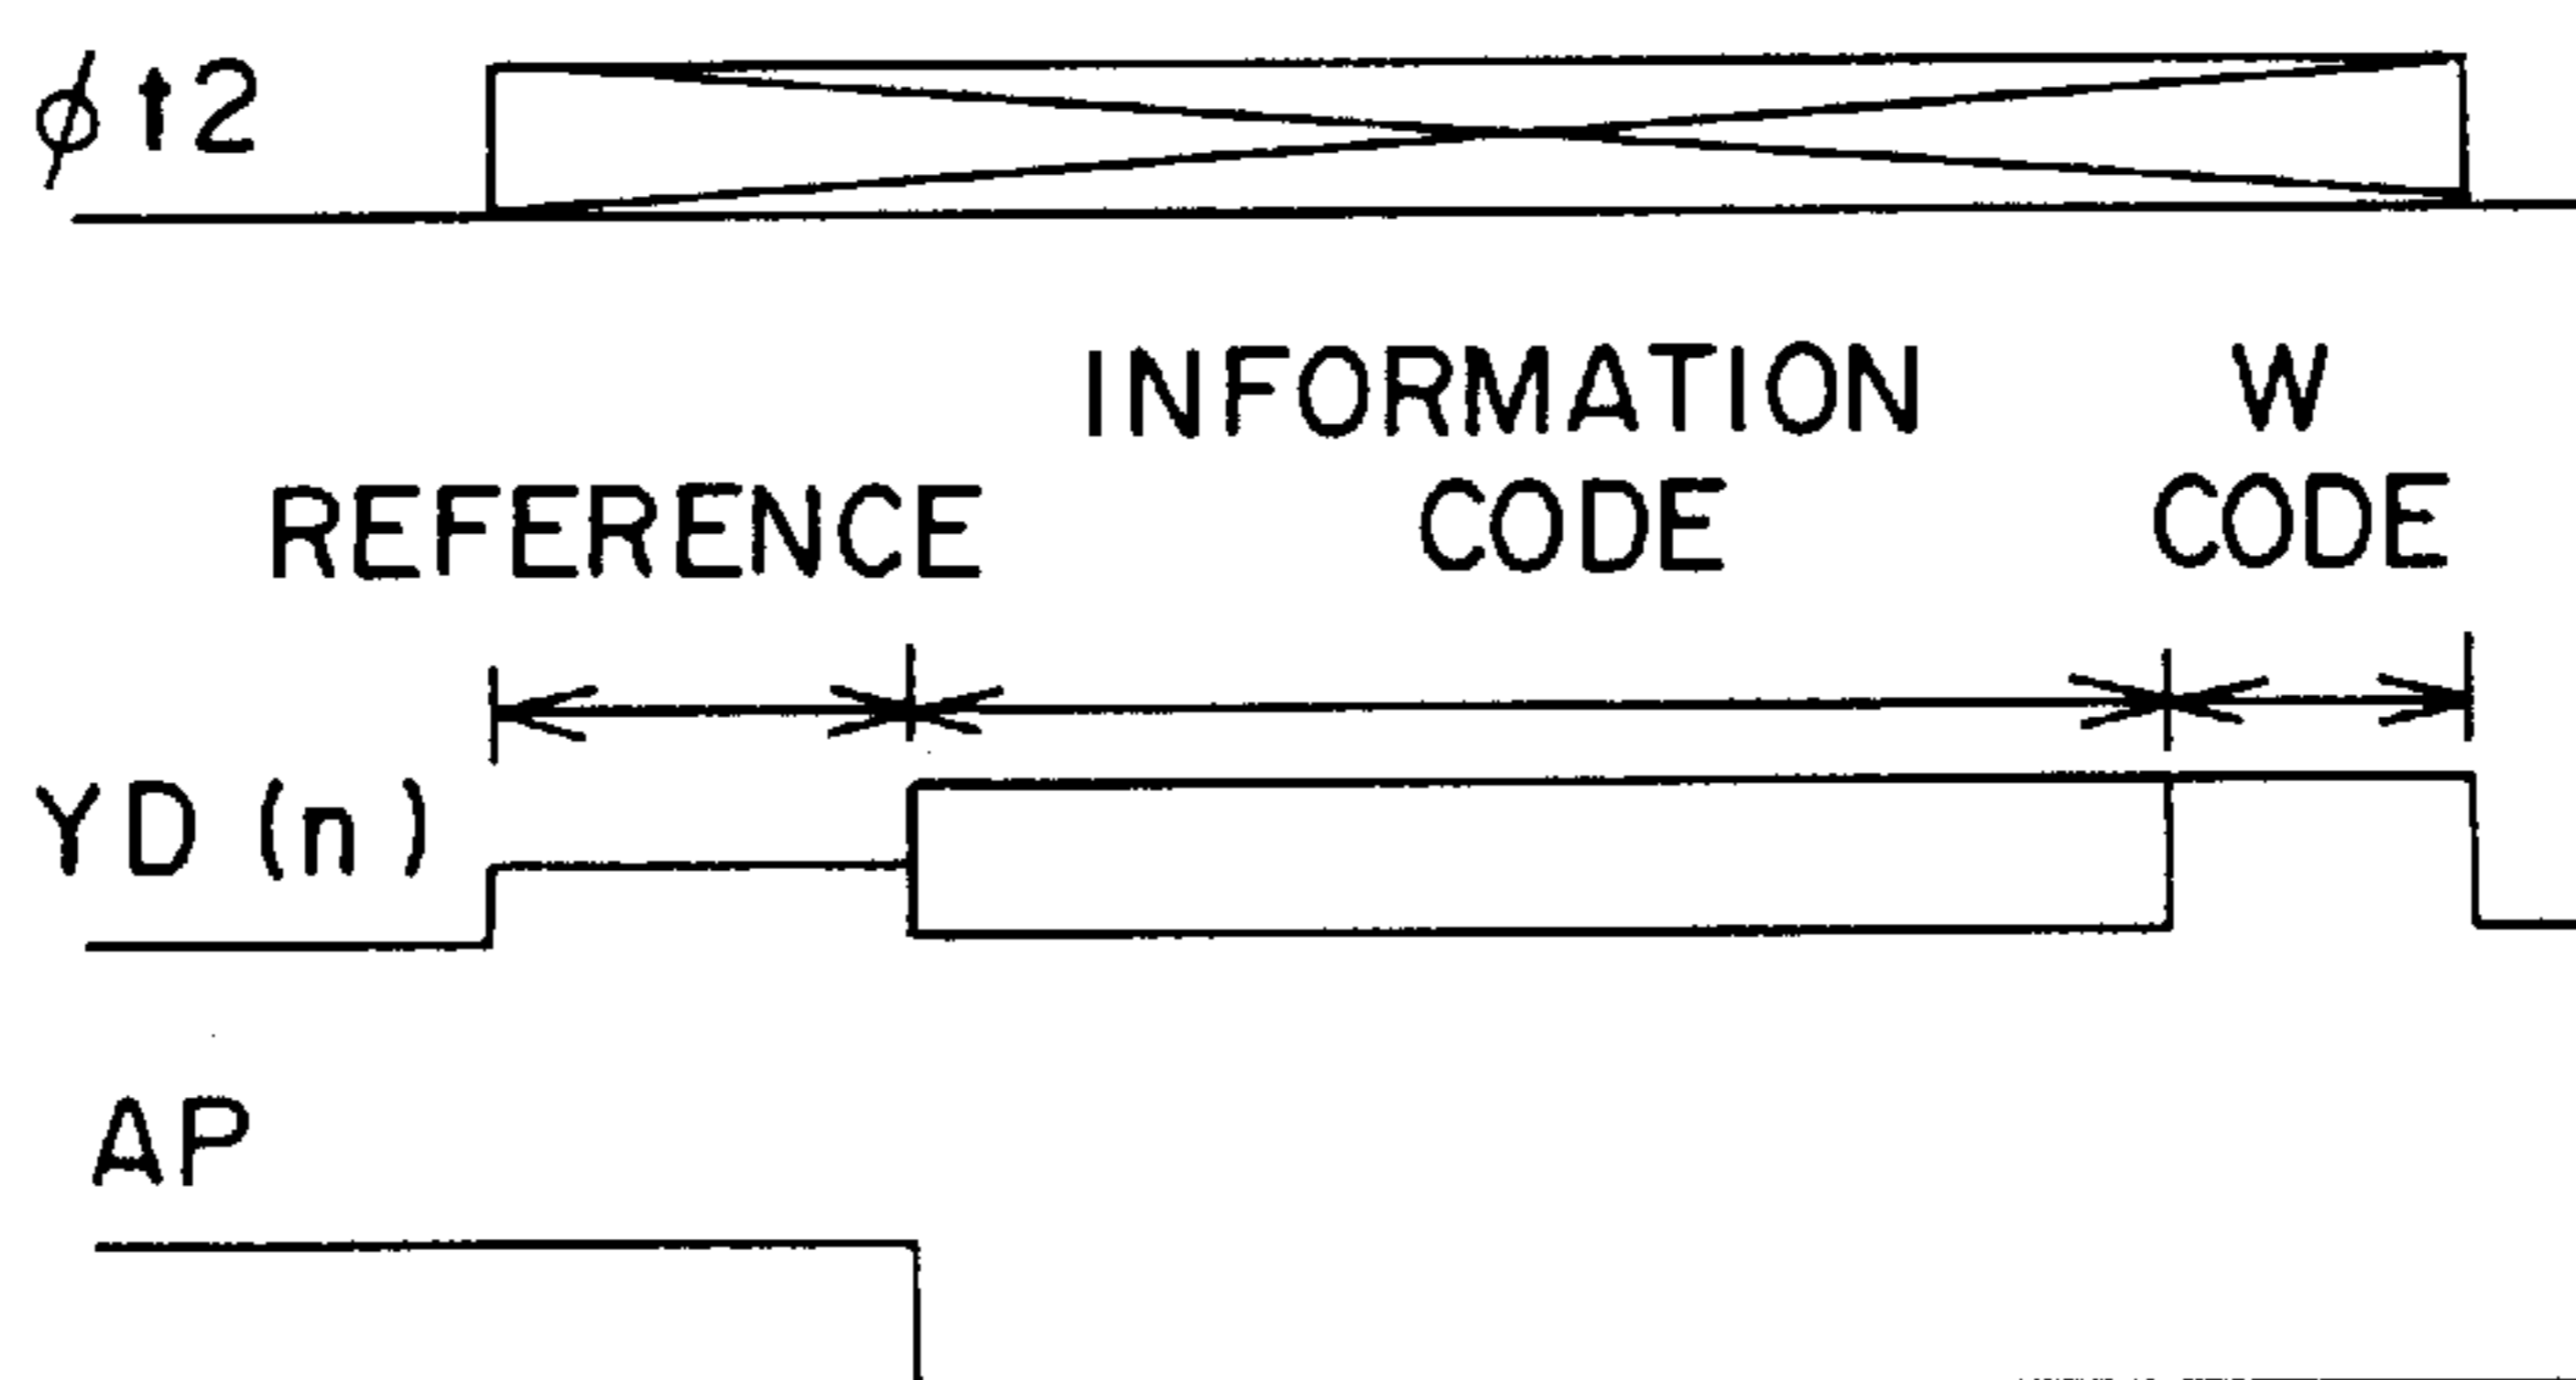 ϕt2
INFORMATION
CODE
W
CODE
REFERENCE
YD(n)
AP